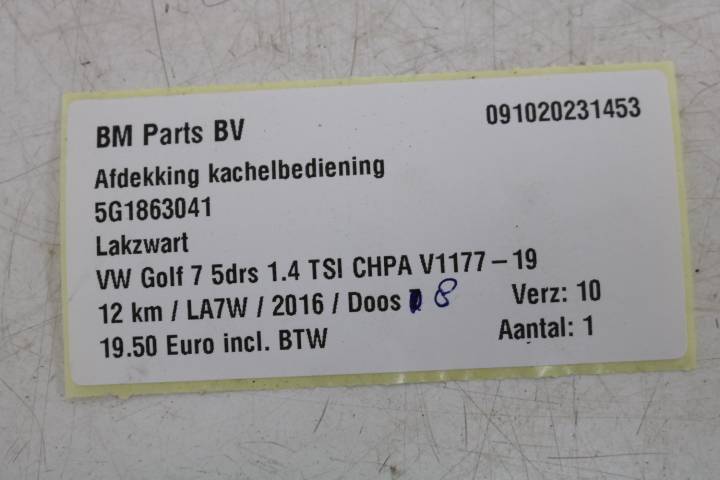 BM Parts BV 091020231453
Afdekking kachelbediening
5G1863041
Lakzwart
VW Golf 7 5drs 1.4 TSI CHPA V1177-19
12 km / LA7W / 2016 / Doos 8 Verz: 10
19.50 Euro incl. BTW Aantal: 1